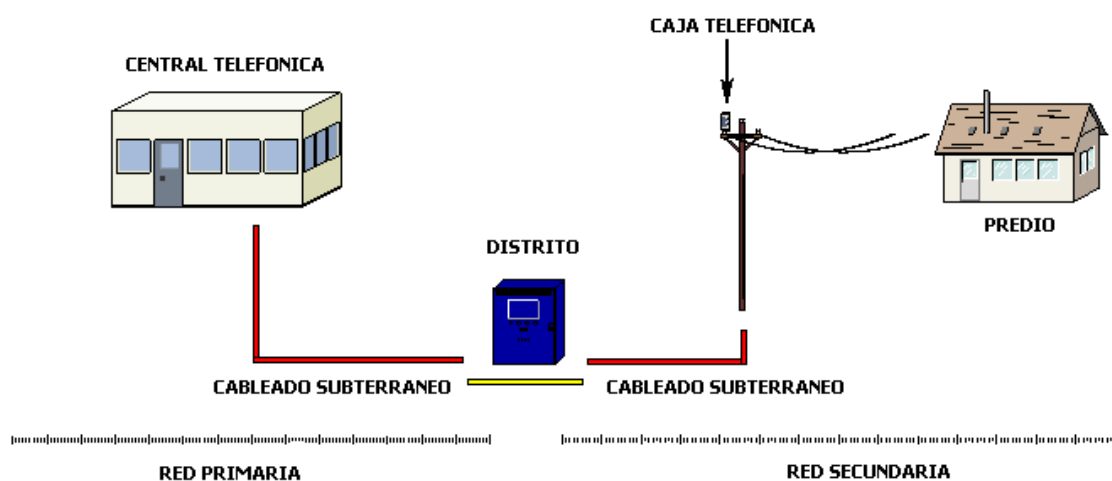 CAJA TELEFONICA
CENTRAL TELEFONICA
PREDIO
DISTRITO
CABLEADO SUBTERRANEO
CABLEADO SUBTERRANEO
RED PRIMARIA
RED SECUNDARIA